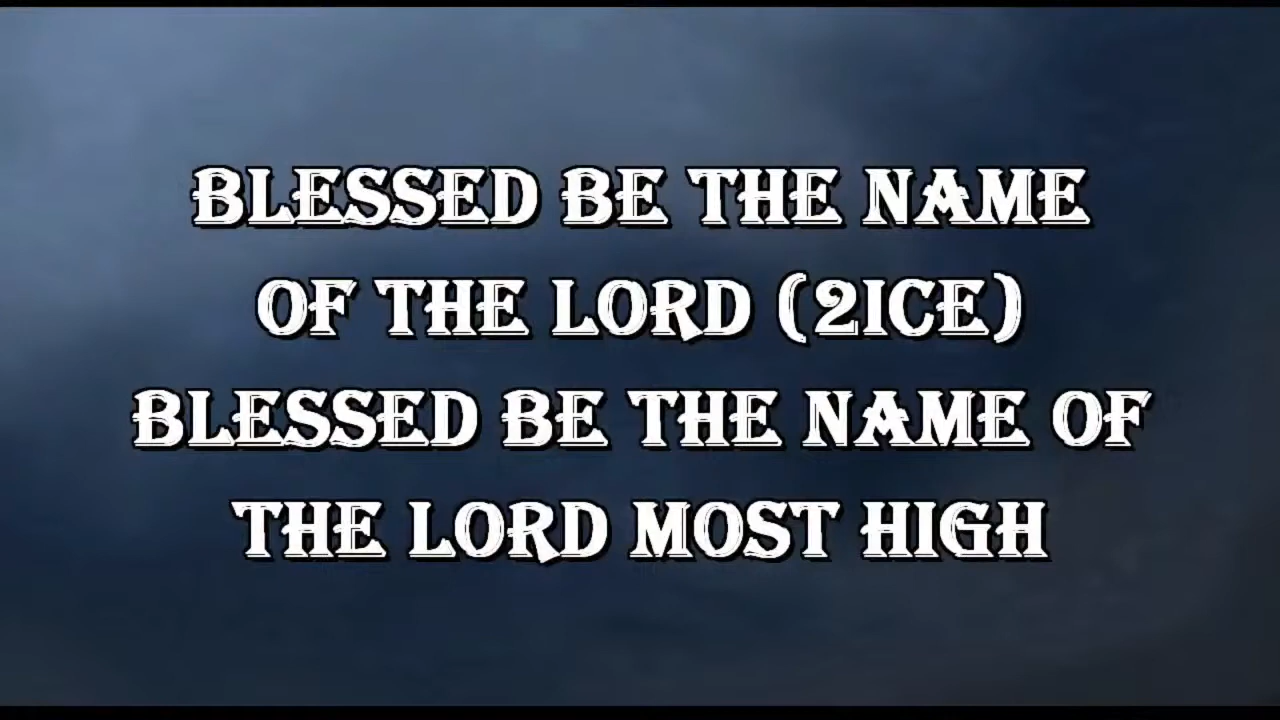 BLESSED BE THE NAME
OF THE LORD (2ICE)
BLESSED BE THE NAME OF
THE LORD MOST HIGH